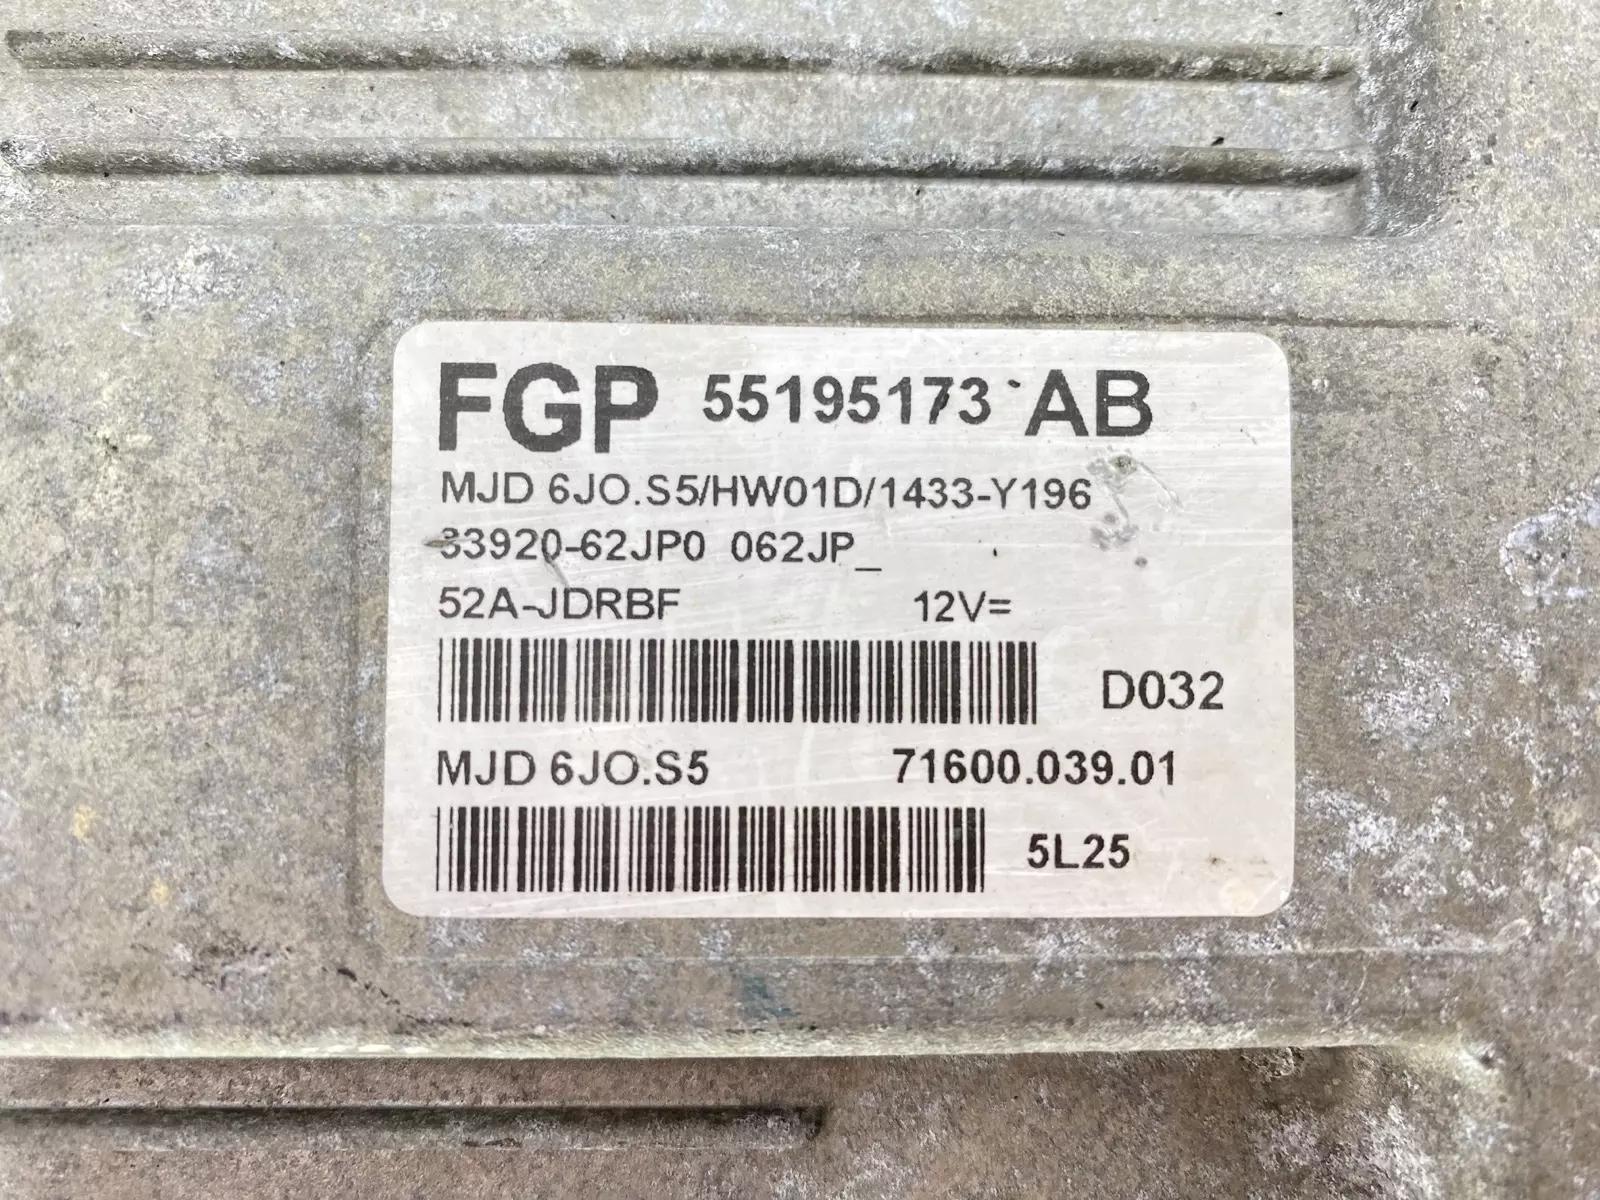 FGP 55195173 AB
MJD 6JO.S5/HW01D/1433-Y196
33920-62JP0 062JP_
52A-JDRBF 12V=
D032
MJD 6JO.S5 71600.039.01
5L25